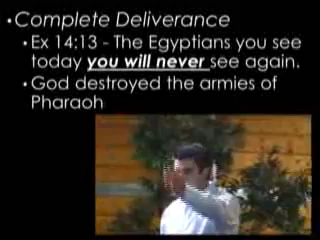 • Complete Deliverance
• Ex 14:13 - The Egyptians you see
today you will never see again.
• God destroyed the armies of
Pharaoh